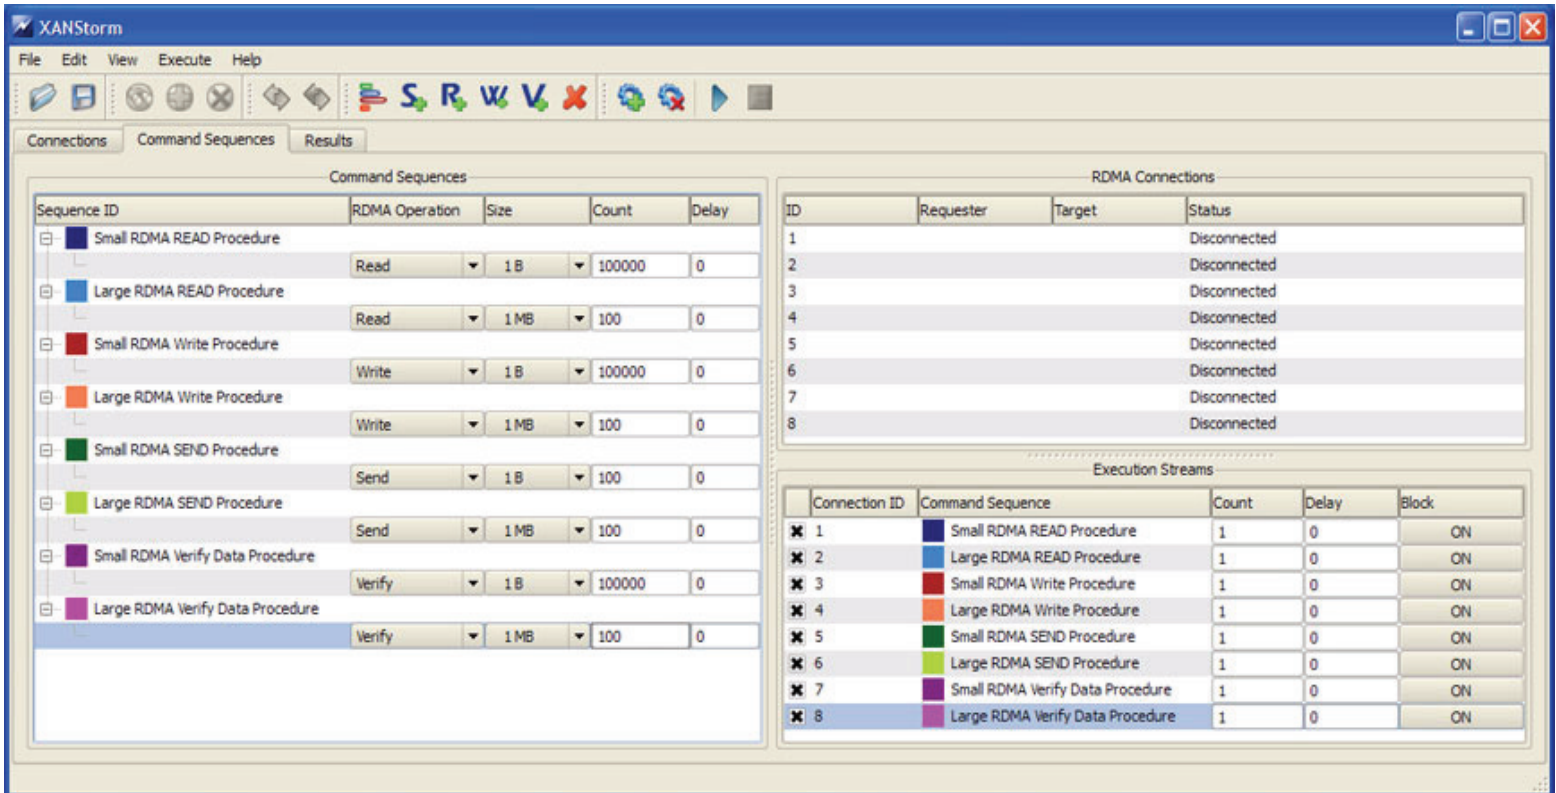 XANStorm
File Edit View Execute Help
S R W V
Connections Command Sequences Results
Command Sequences
Sequence ID RDMA Operation Size Count Delay
Small RDMA READ Procedure
Read 1 B 100000 0
Large RDMA READ Procedure
Read 1 MB 100 0
Small RDMA Write Procedure
Write 1 B 100000 0
Large RDMA Write Procedure
Write 1 MB 100 0
Small RDMA SEND Procedure
Send 1 B 100 0
Large RDMA SEND Procedure
Send 1 MB 100 0
Small RDMA Verify Data Procedure
Verify 1 B 100000 0
Large RDMA Verify Data Procedure
Verify 1 MB 100 0
RDMA Connections
ID Requester Target Status
1 Disconnected
2 Disconnected
3 Disconnected
4 Disconnected
5 Disconnected
6 Disconnected
7 Disconnected
8 Disconnected
Execution Streams
Connection ID Command Sequence Count Delay Block
1 Small RDMA READ Procedure 1 0 ON
2 Large RDMA READ Procedure 1 0 ON
3 Small RDMA Write Procedure 1 0 ON
4 Large RDMA Write Procedure 1 0 ON
5 Small RDMA SEND Procedure 1 0 ON
6 Large RDMA SEND Procedure 1 0 ON
7 Small RDMA Verify Data Procedure 1 0 ON
8 Large RDMA Verify Data Procedure 1 0 ON